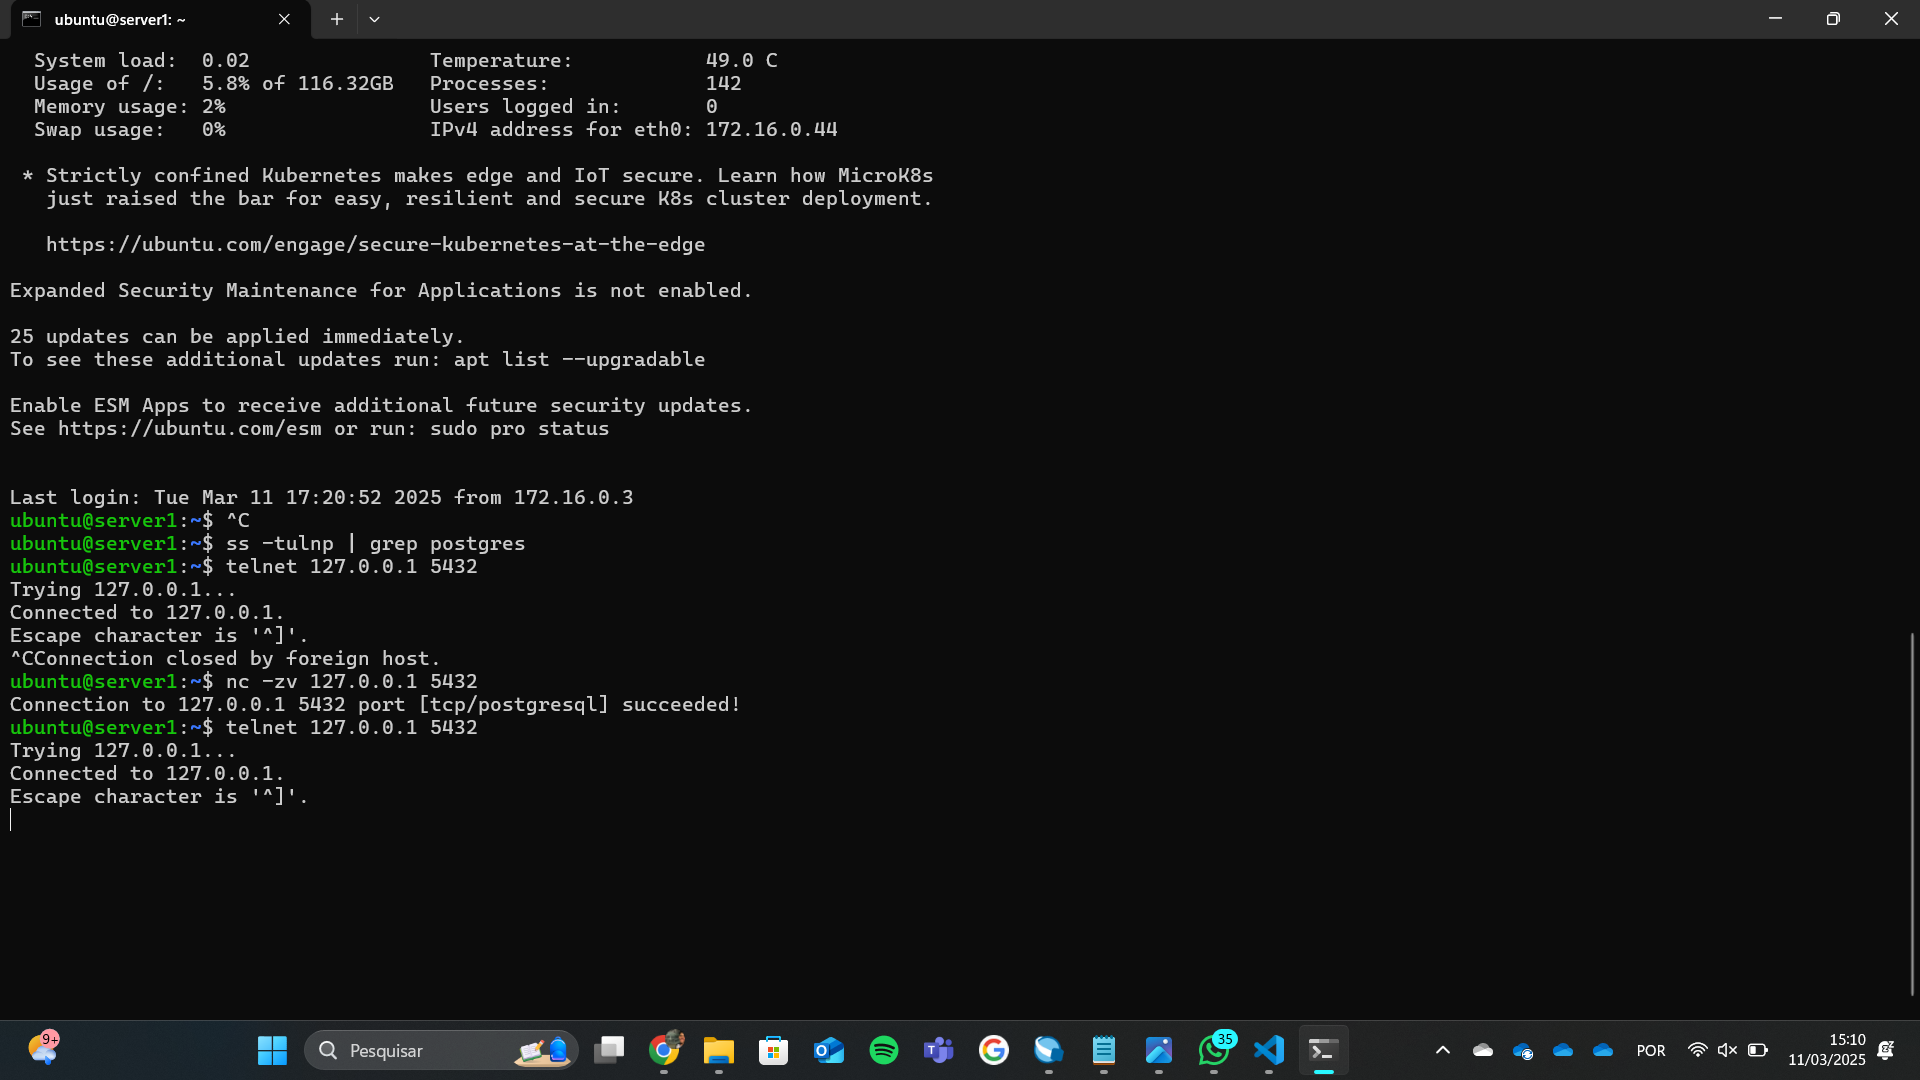 ubuntu@server1: ~
System load: 0.02 Temperature: 49.0 C
Usage of /: 5.8% of 116.32GB Processes: 142
Memory usage: 2% Users logged in: 0
Swap usage: 0% IPv4 address for eth0: 172.16.0.44
* Strictly confined Kubernetes makes edge and IoT secure. Learn how MicroK8s
just raised the bar for easy, resilient and secure K8s cluster deployment.
https://ubuntu.com/engage/secure-kubernetes-at-the-edge
Expanded Security Maintenance for Applications is not enabled.
25 updates can be applied immediately.
To see these additional updates run: apt list --upgradable
Enable ESM Apps to receive additional future security updates.
See https://ubuntu.com/esm or run: sudo pro status
Last login: Tue Mar 11 17:20:52 2025 from 172.16.0.3
ubuntu@server1:~$ ^C
ubuntu@server1:~$ ss -tulnp | grep postgres
ubuntu@server1:~$ telnet 127.0.0.1 5432
Trying 127.0.0.1...
Connected to 127.0.0.1.
Escape character is '^]'.
^CConnection closed by foreign host.
ubuntu@server1:~$ nc -zv 127.0.0.1 5432
Connection to 127.0.0.1 5432 port [tcp/postgresql] succeeded!
ubuntu@server1:~$ telnet 127.0.0.1 5432
Trying 127.0.0.1...
Connected to 127.0.0.1.
Escape character is '^]'.
9+
Pesquisar
35
POR
15:10
11/03/2025